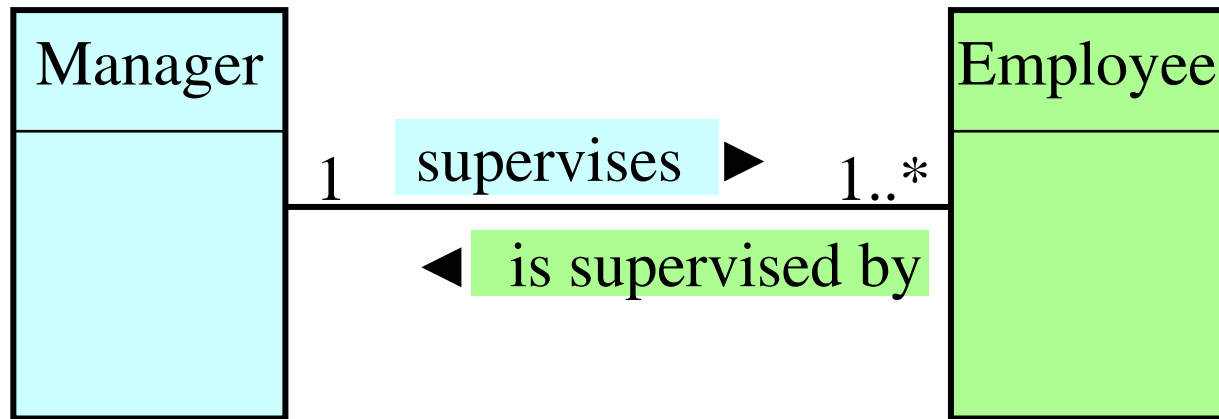 Manager
Employee
supervises ►
1
1..*
◄ is supervised by